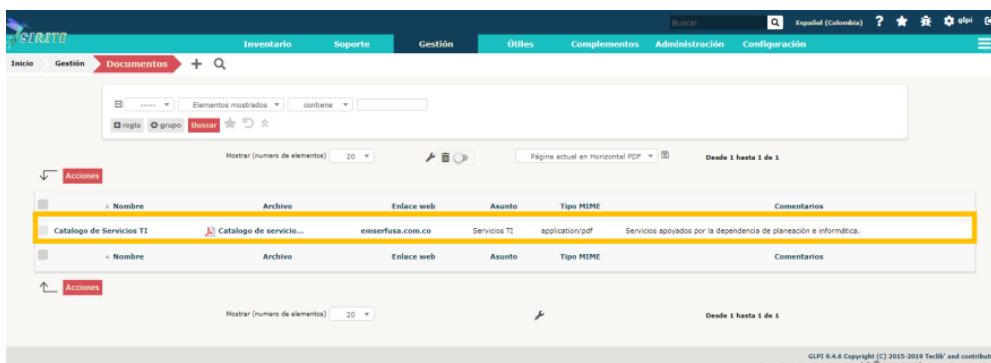 Buscar Español (Colombia) ? glpi
SIRITE
Inventario Soporte Gestión Útiles Complementos Administración Configuración
Inicio Gestión Documentos
----- Elementos mostrados contiene
regla grupo Buscar
Mostrar (numero de elementos) 20 Página actual en Horizontal PDF Desde 1 hasta 1 de 1
Acciones
Nombre Archivo Enlace web Asunto Tipo MIME Comentarios
Catalogo de Servicios TI Catalogo de servicio... emserfusa.com.co Servicios TI application/pdf Servicios apoyados por la dependencia de planeación e informática.
Nombre Archivo Enlace web Asunto Tipo MIME Comentarios
Acciones
Mostrar (numero de elementos) 20 Desde 1 hasta 1 de 1
GLPI 9.4.6 Copyright (C) 2015-2019 Teclib' and contribut